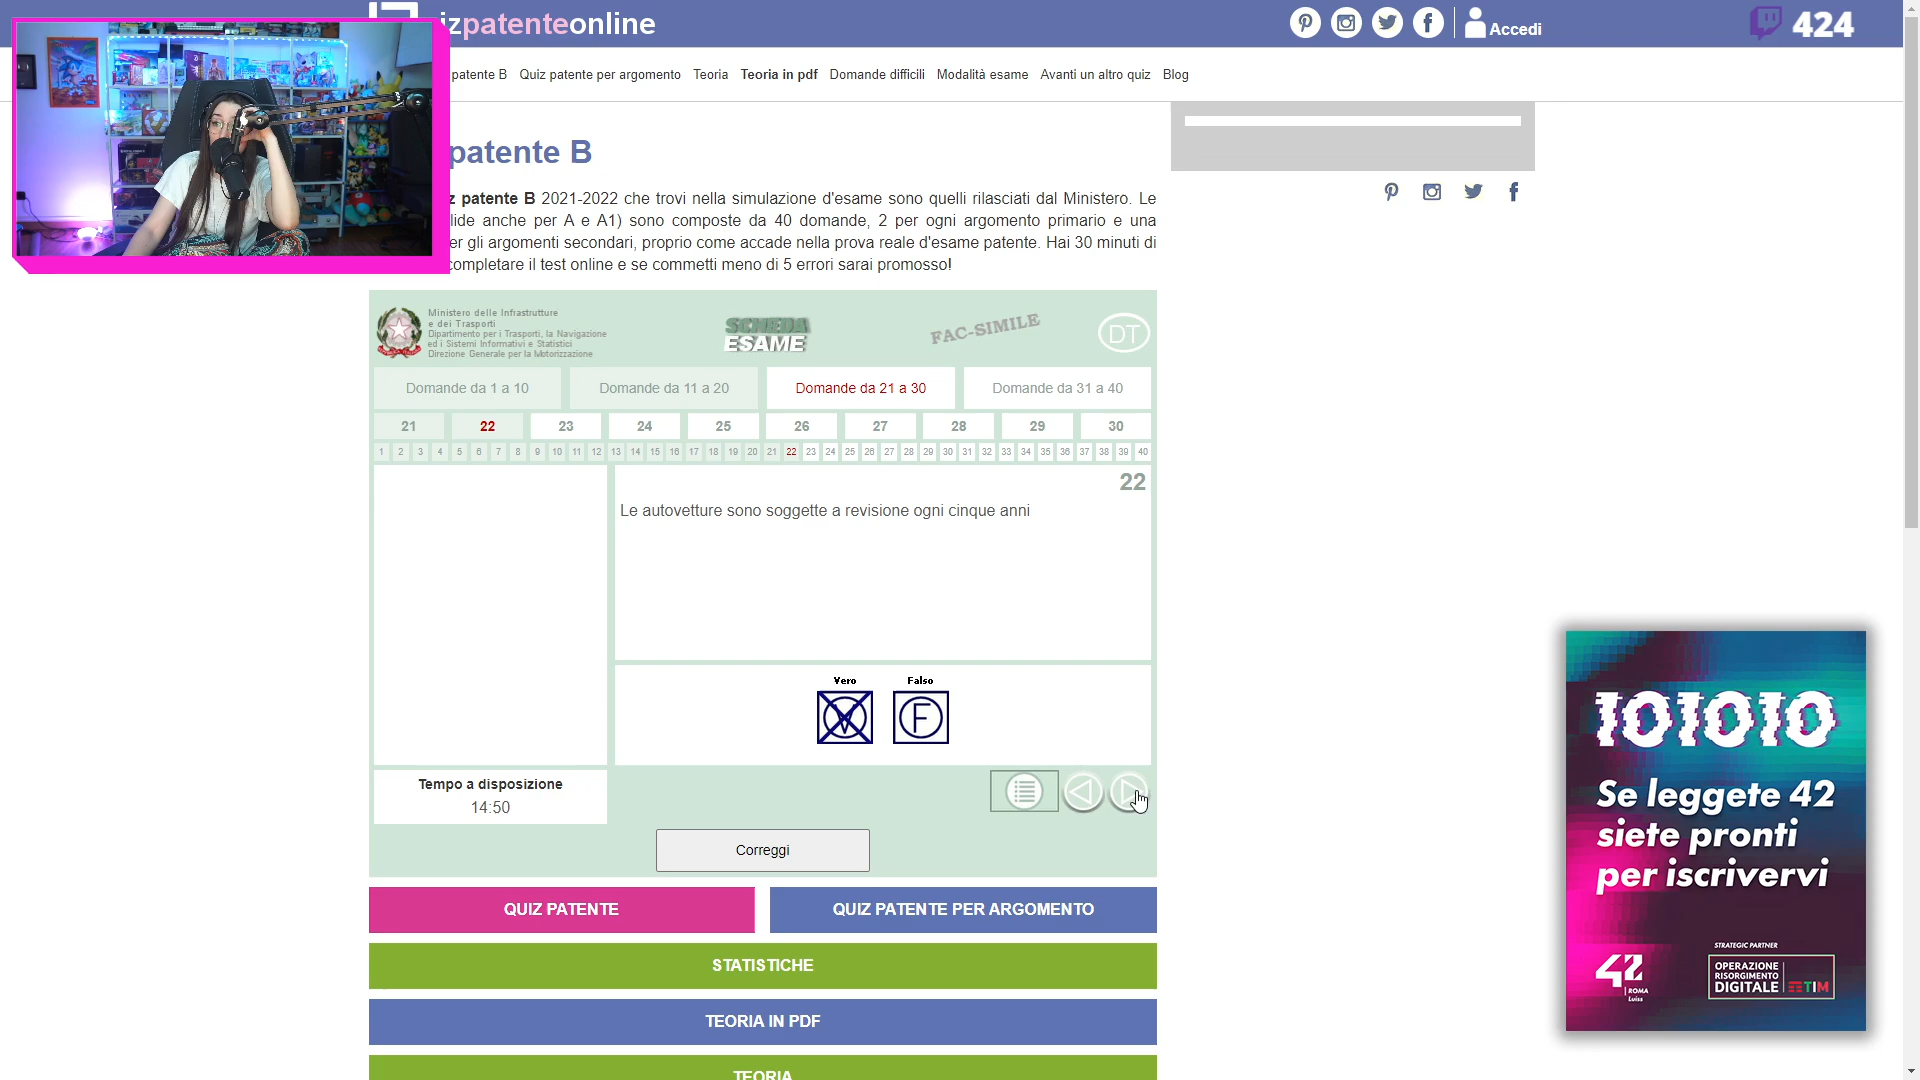 izpatenteonline
Accedi
424
patente B
Quiz patente per argomento
Teoria
Teoria in pdf
Domande difficili
Modalità esame
Avanti un altro quiz
Blog
patente B
z patente B 2021-2022 che trovi nella simulazione d'esame sono quelli rilasciati dal Ministero. Le
lide anche per A e A1) sono composte da 40 domande, 2 per ogni argomento primario e una
er gli argomenti secondari, proprio come accade nella prova reale d'esame patente. Hai 30 minuti di
completare il test online e se commetti meno di 5 errori sarai promosso!
Ministero delle Infrastrutture
e dei Trasporti
Dipartimento per i Trasporti, la Navigazione
ed i Sistemi Informativi e Statistici
Direzione Generale per la Motorizzazione
SCHEDA
ESAME
FAC-SIMILE
DT
Domande da 1 a 10
Domande da 11 a 20
Domande da 21 a 30
Domande da 31 a 40
21 22 23 24 25 26 27 28 29 30
1 2 3 4 5 6 7 8 9 10 11 12 13 14 15 16 17 18 19 20 21 22 23 24 25 26 27 28 29 30 31 32 33 34 35 36 37 38 39 40
22
Le autovetture sono soggette a revisione ogni cinque anni
Vero Falso
V F
Tempo a disposizione
14:50
Correggi
QUIZ PATENTE
QUIZ PATENTE PER ARGOMENTO
STATISTICHE
TEORIA IN PDF
TEORIA
101010
Se leggete 42
siete pronti
per iscrivervi
STRATEGIC PARTNER
42
ROMA
Luiss
OPERAZIONE
RISORGIMENTO
DIGITALE
TIM